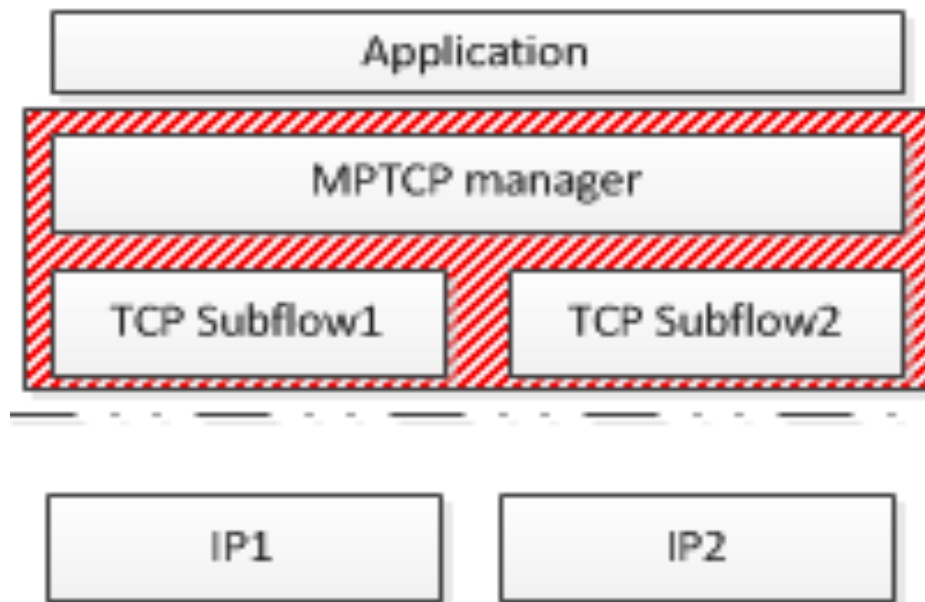 Application
MPTCP manager
TCP Subflow1
TCP Subflow2
IP1
IP2